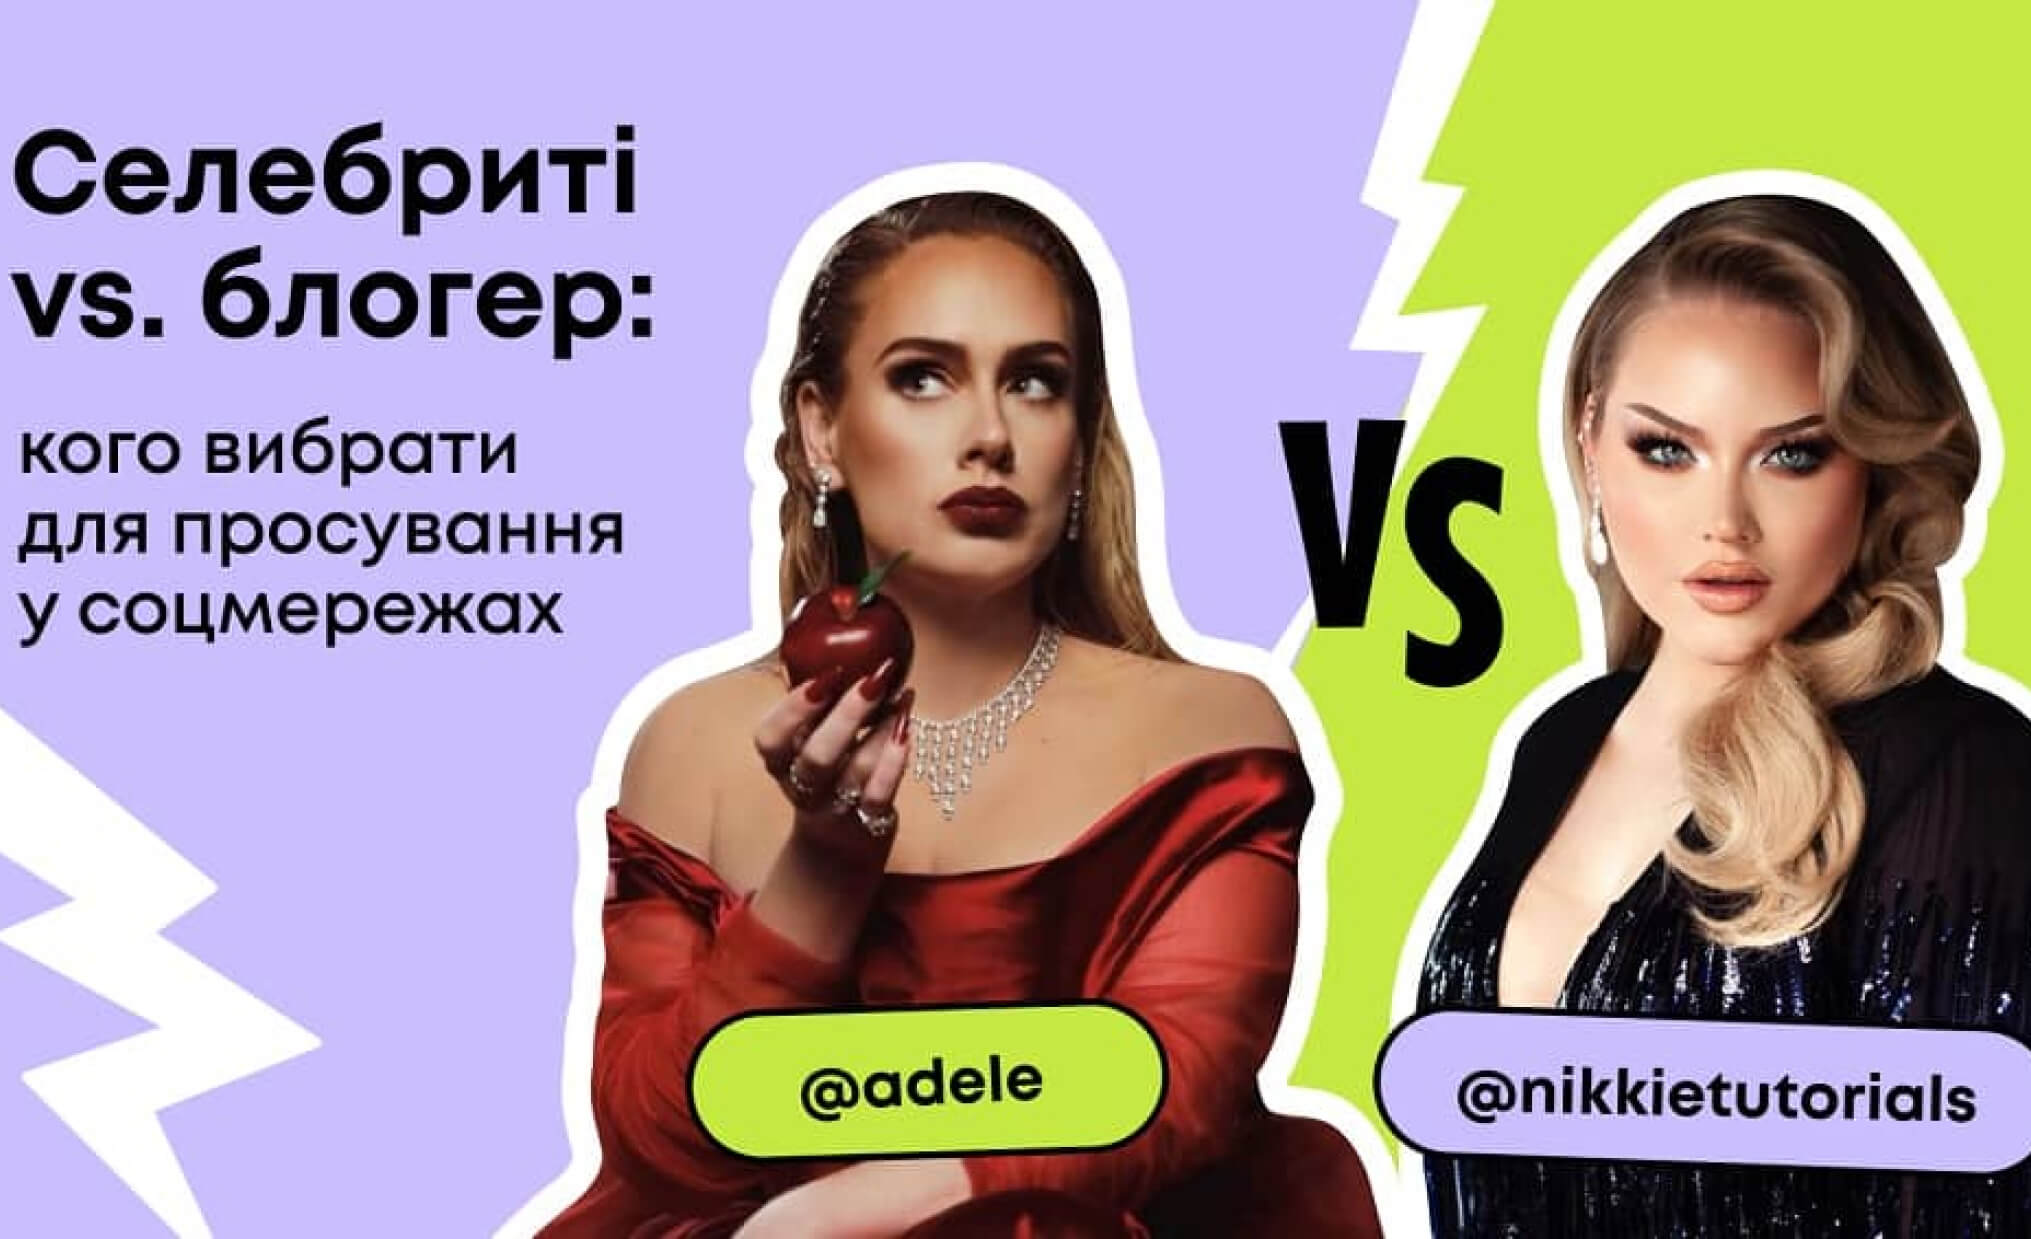 Селебриті
vs. блогер:
кого вибрати
для просування
у соцмережах
vs
@adele
@nikkietutorials